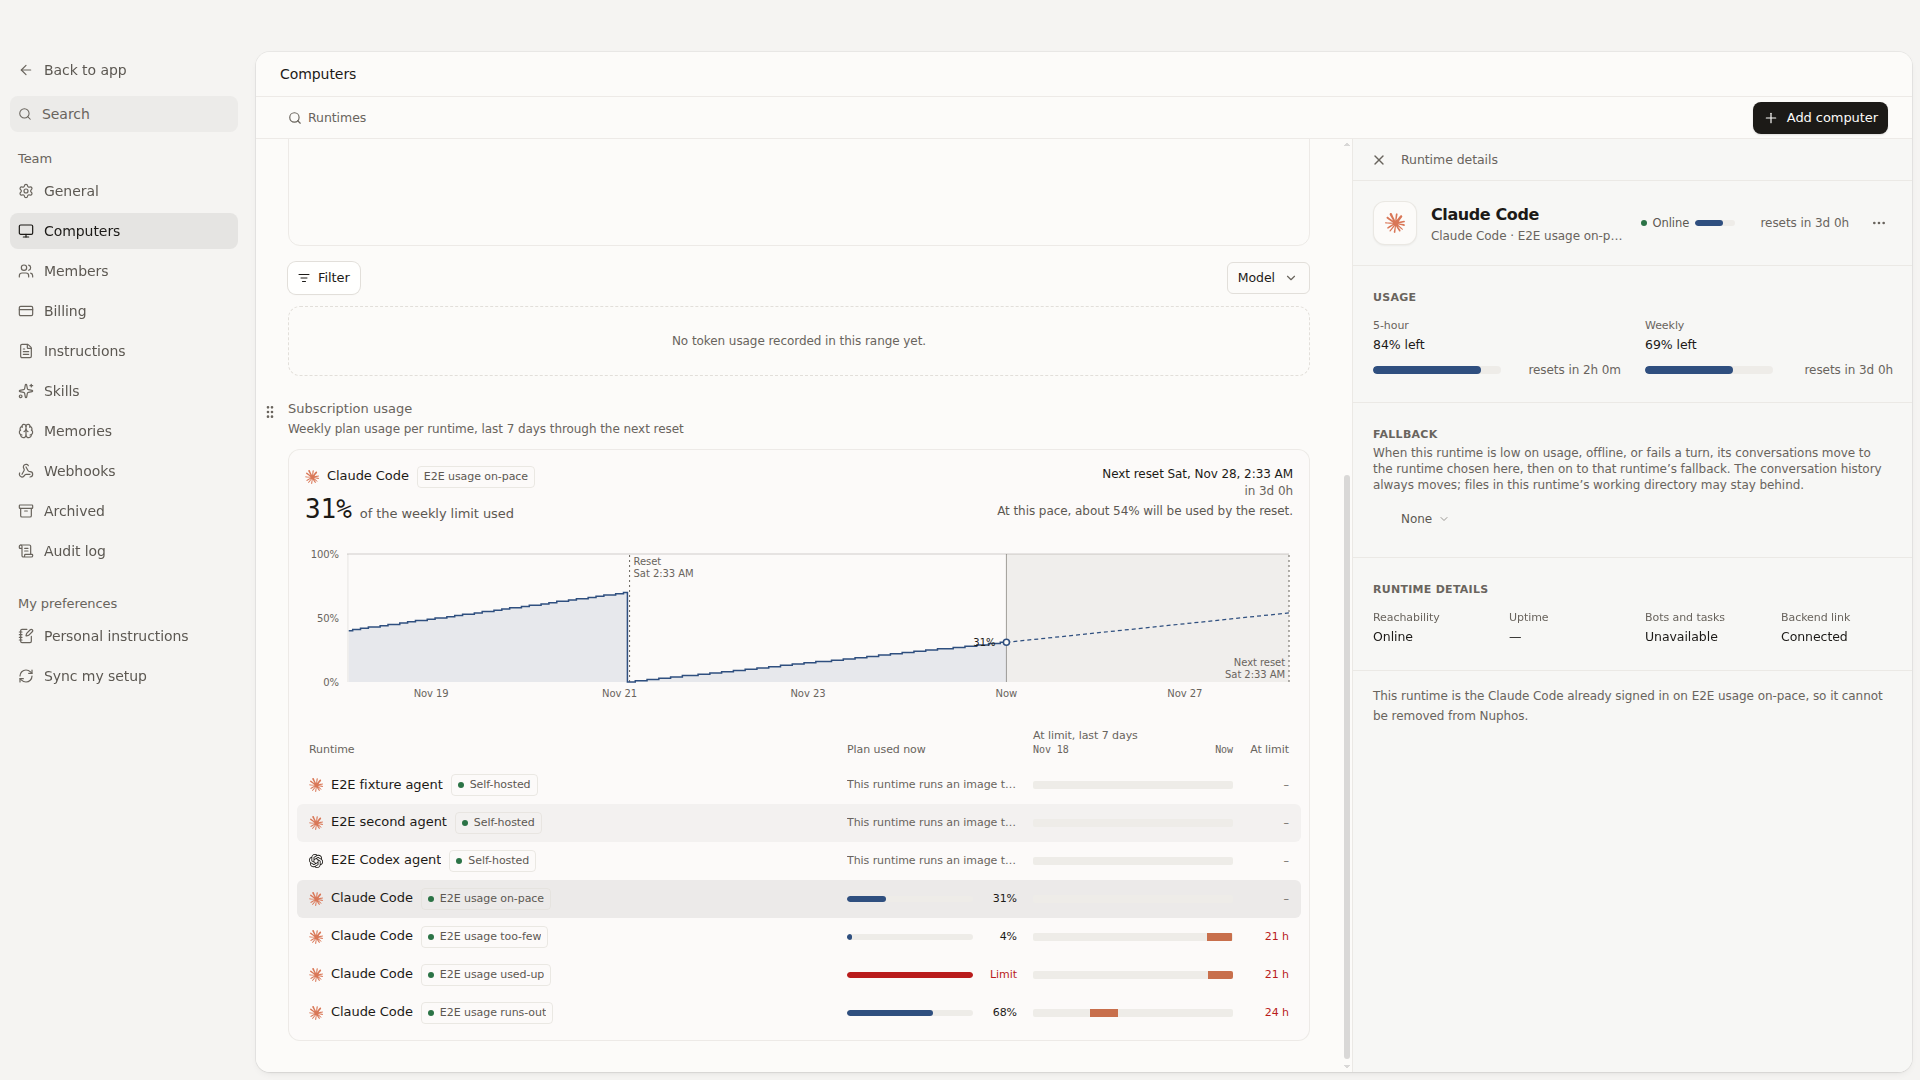 Back to app
Search
Team
General
Computers
Members
Billing
Instructions
Skills
Memories
Webhooks
Archived
Audit log
My preferences
Personal instructions
Sync my setup
Computers
Runtimes
Add computer
Filter
Model
No token usage recorded in this range yet.
Subscription usage
Weekly plan usage per runtime, last 7 days through the next reset
Claude Code E2E usage on-pace
31% of the weekly limit used
Next reset Sat, Nov 28, 2:33 AM
in 3d 0h
At this pace, about 54% will be used by the reset.
100%
50%
0%
Reset
Sat 2:33 AM
31%
Next reset
Sat 2:33 AM
Nov 19 Nov 21 Nov 23 Now Nov 27
At limit, last 7 days
Runtime Plan used now Nov 18 Now At limit
E2E fixture agent Self-hosted This runtime runs an image t... –
E2E second agent Self-hosted This runtime runs an image t... –
E2E Codex agent Self-hosted This runtime runs an image t... –
Claude Code E2E usage on-pace 31% –
Claude Code E2E usage too-few 4% 21 h
Claude Code E2E usage used-up Limit 21 h
Claude Code E2E usage runs-out 68% 24 h
Runtime details
Claude Code
Claude Code · E2E usage on-p...
Online
resets in 3d 0h
USAGE
5-hour
84% left
resets in 2h 0m
Weekly
69% left
resets in 3d 0h
FALLBACK
When this runtime is low on usage, offline, or fails a turn, its conversations move to
the runtime chosen here, then on to that runtime’s fallback. The conversation history
always moves; files in this runtime’s working directory may stay behind.
None
RUNTIME DETAILS
Reachability Uptime Bots and tasks Backend link
Online — Unavailable Connected
This runtime is the Claude Code already signed in on E2E usage on-pace, so it cannot
be removed from Nuphos.